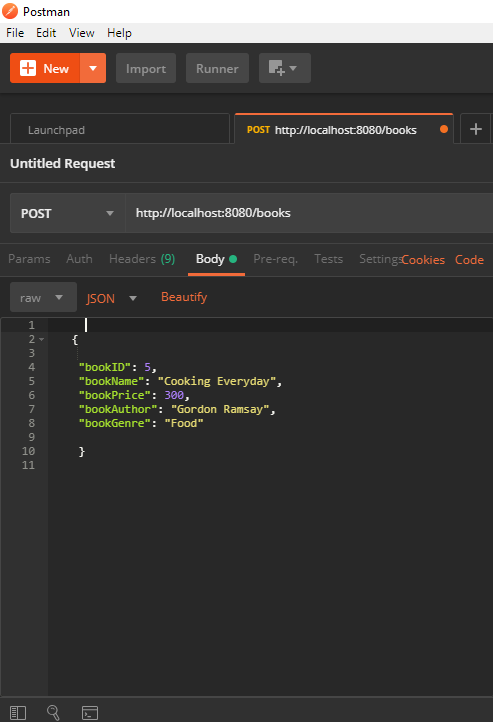 Postman
File Edit View Help
New Import Runner
Launchpad POST http://localhost:8080/books
Untitled Request
POST http://localhost:8080/books
Params Auth Headers (9) Body Pre-req. Tests Settings Cookies Code
raw JSON Beautify
1
2 {
3
4 "bookID": 5,
5 "bookName": "Cooking Everyday",
6 "bookPrice": 300,
7 "bookAuthor": "Gordon Ramsay",
8 "bookGenre": "Food"
9
10 }
11